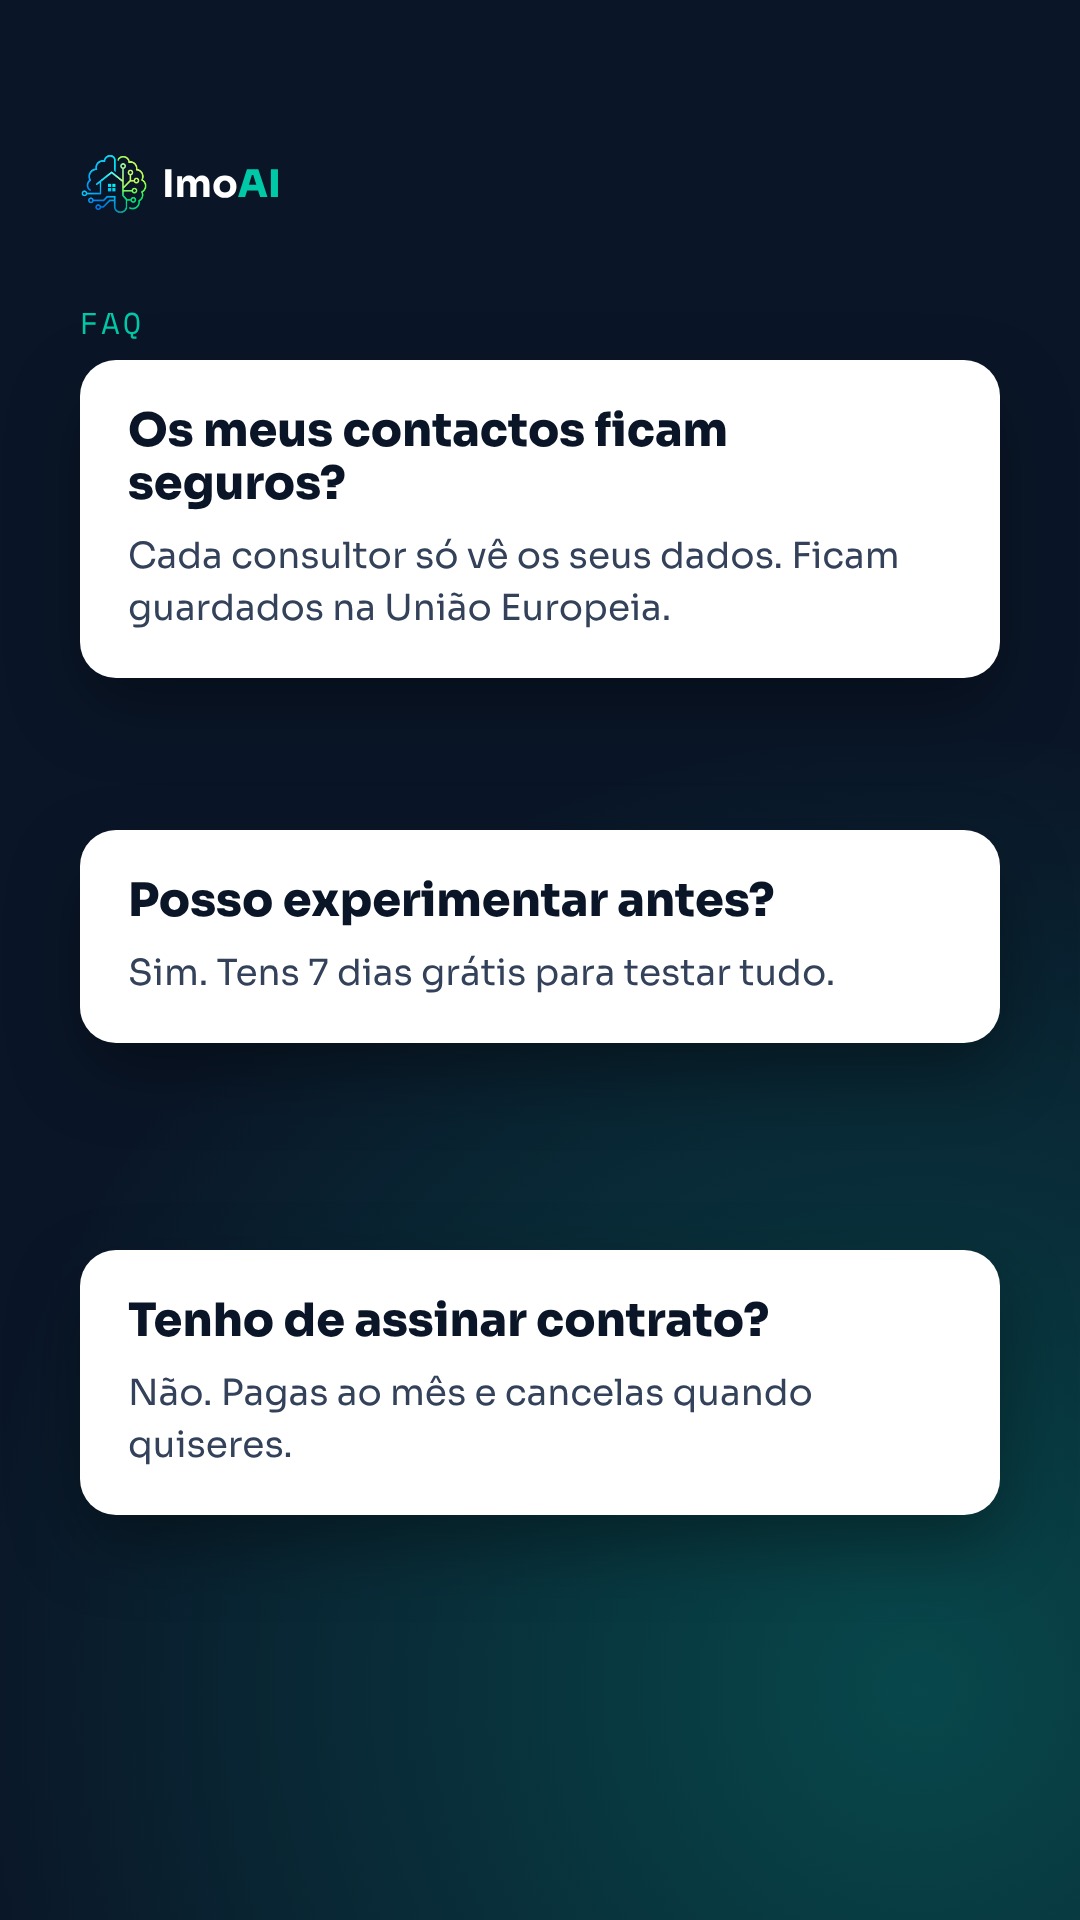 ImoAI
FAQ
Os meus contactos ficam
seguros?
Cada consultor só vê os seus dados. Ficam
guardados na União Europeia.
Posso experimentar antes?
Sim. Tens 7 dias grátis para testar tudo.
Tenho de assinar contrato?
Não. Pagas ao mês e cancelas quando
quiseres.